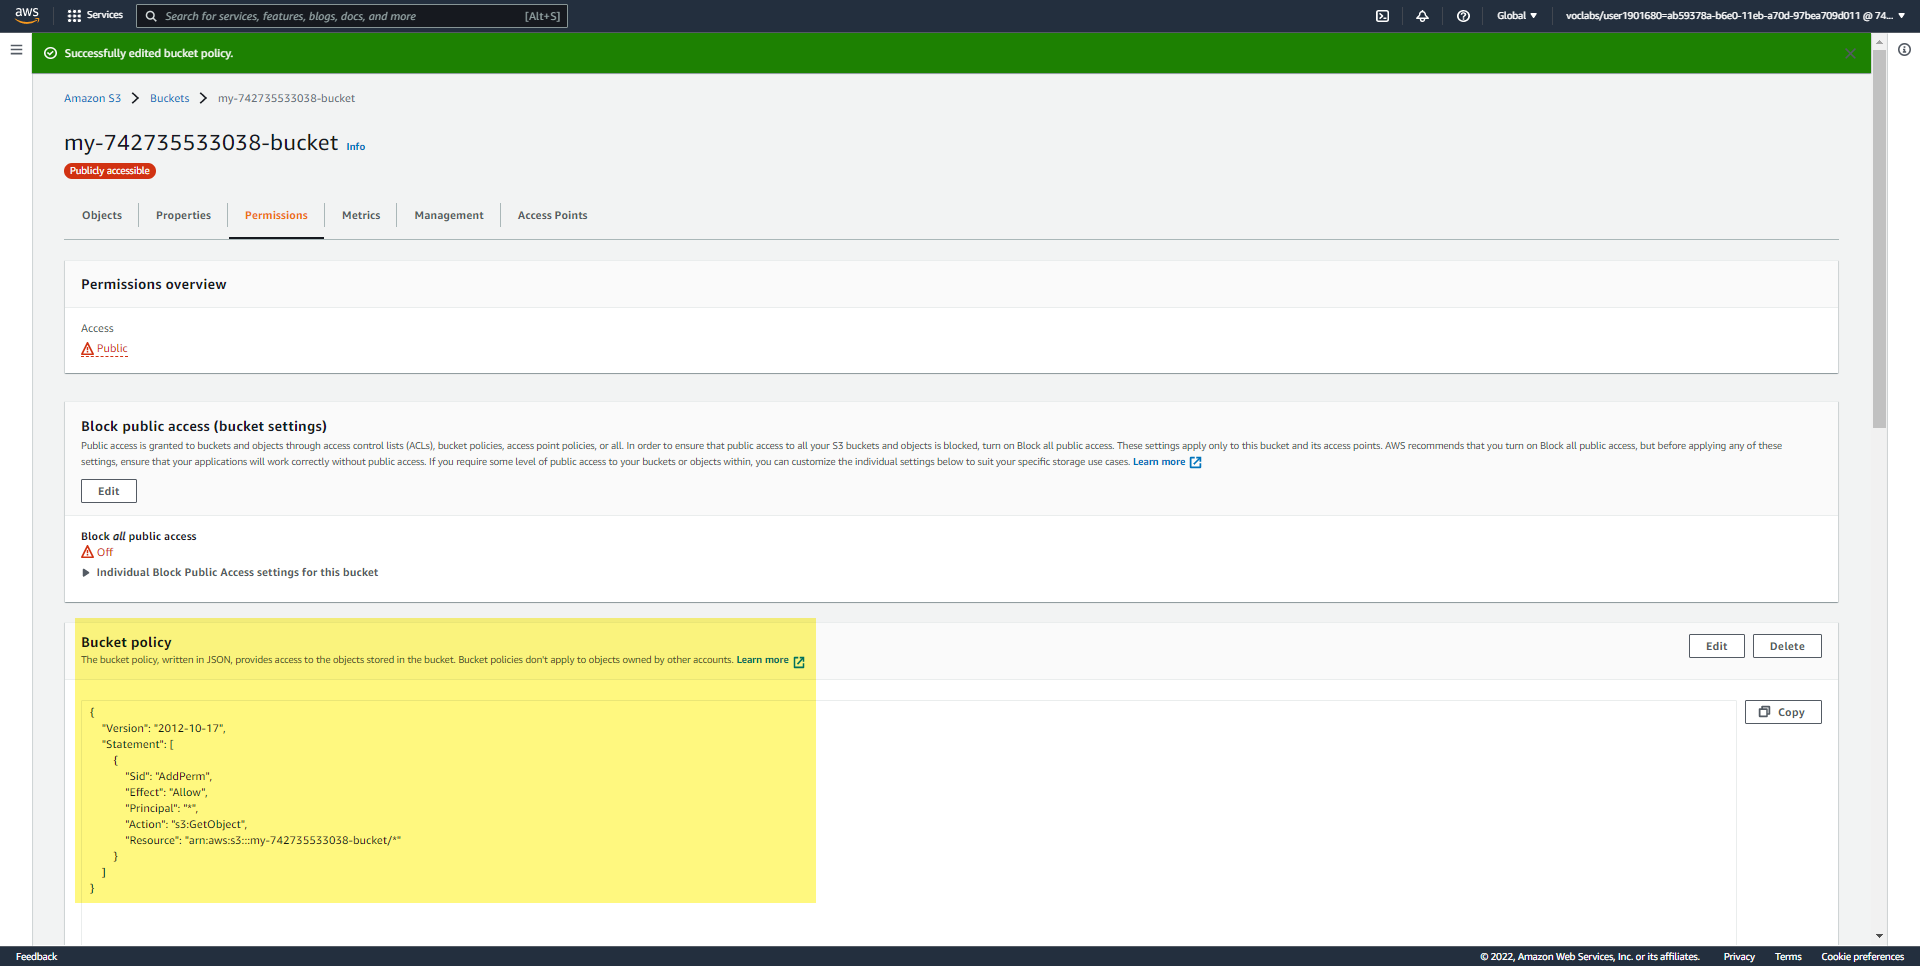 aws Services Search for services, features, blogs, docs, and more [Alt+S] Global voclabs/user1901680=ab59378a-b6e0-11eb-a70d-97bea709d011 @ 74...
Successfully edited bucket policy.
Amazon S3 Buckets my-742735533038-bucket
my-742735533038-bucket Info
Publicly accessible
Objects Properties Permissions Metrics Management Access Points
Permissions overview
Access
Public
Block public access (bucket settings)
Public access is granted to buckets and objects through access control lists (ACLs), bucket policies, access point policies, or all. In order to ensure that public access to all your S3 buckets and objects is blocked, turn on Block all public access. These settings apply only to this bucket and its access points. AWS recommends that you turn on Block all public access, but before applying any of these
settings, ensure that your applications will work correctly without public access. If you require some level of public access to your buckets or objects within, you can customize the individual settings below to suit your specific storage use cases. Learn more
Edit
Block all public access
Off
Individual Block Public Access settings for this bucket
Bucket policy Edit Delete
The bucket policy, written in JSON, provides access to the objects stored in the bucket. Bucket policies don't apply to objects owned by other accounts. Learn more
{ Copy
"Version": "2012-10-17",
"Statement": [
{
"Sid": "AddPerm",
"Effect": "Allow",
"Principal": "*",
"Action": "s3:GetObject",
"Resource": "arn:aws:s3:::my-742735533038-bucket/*"
}
]
}
Feedback © 2022, Amazon Web Services, Inc. or its affiliates. Privacy Terms Cookie preferences